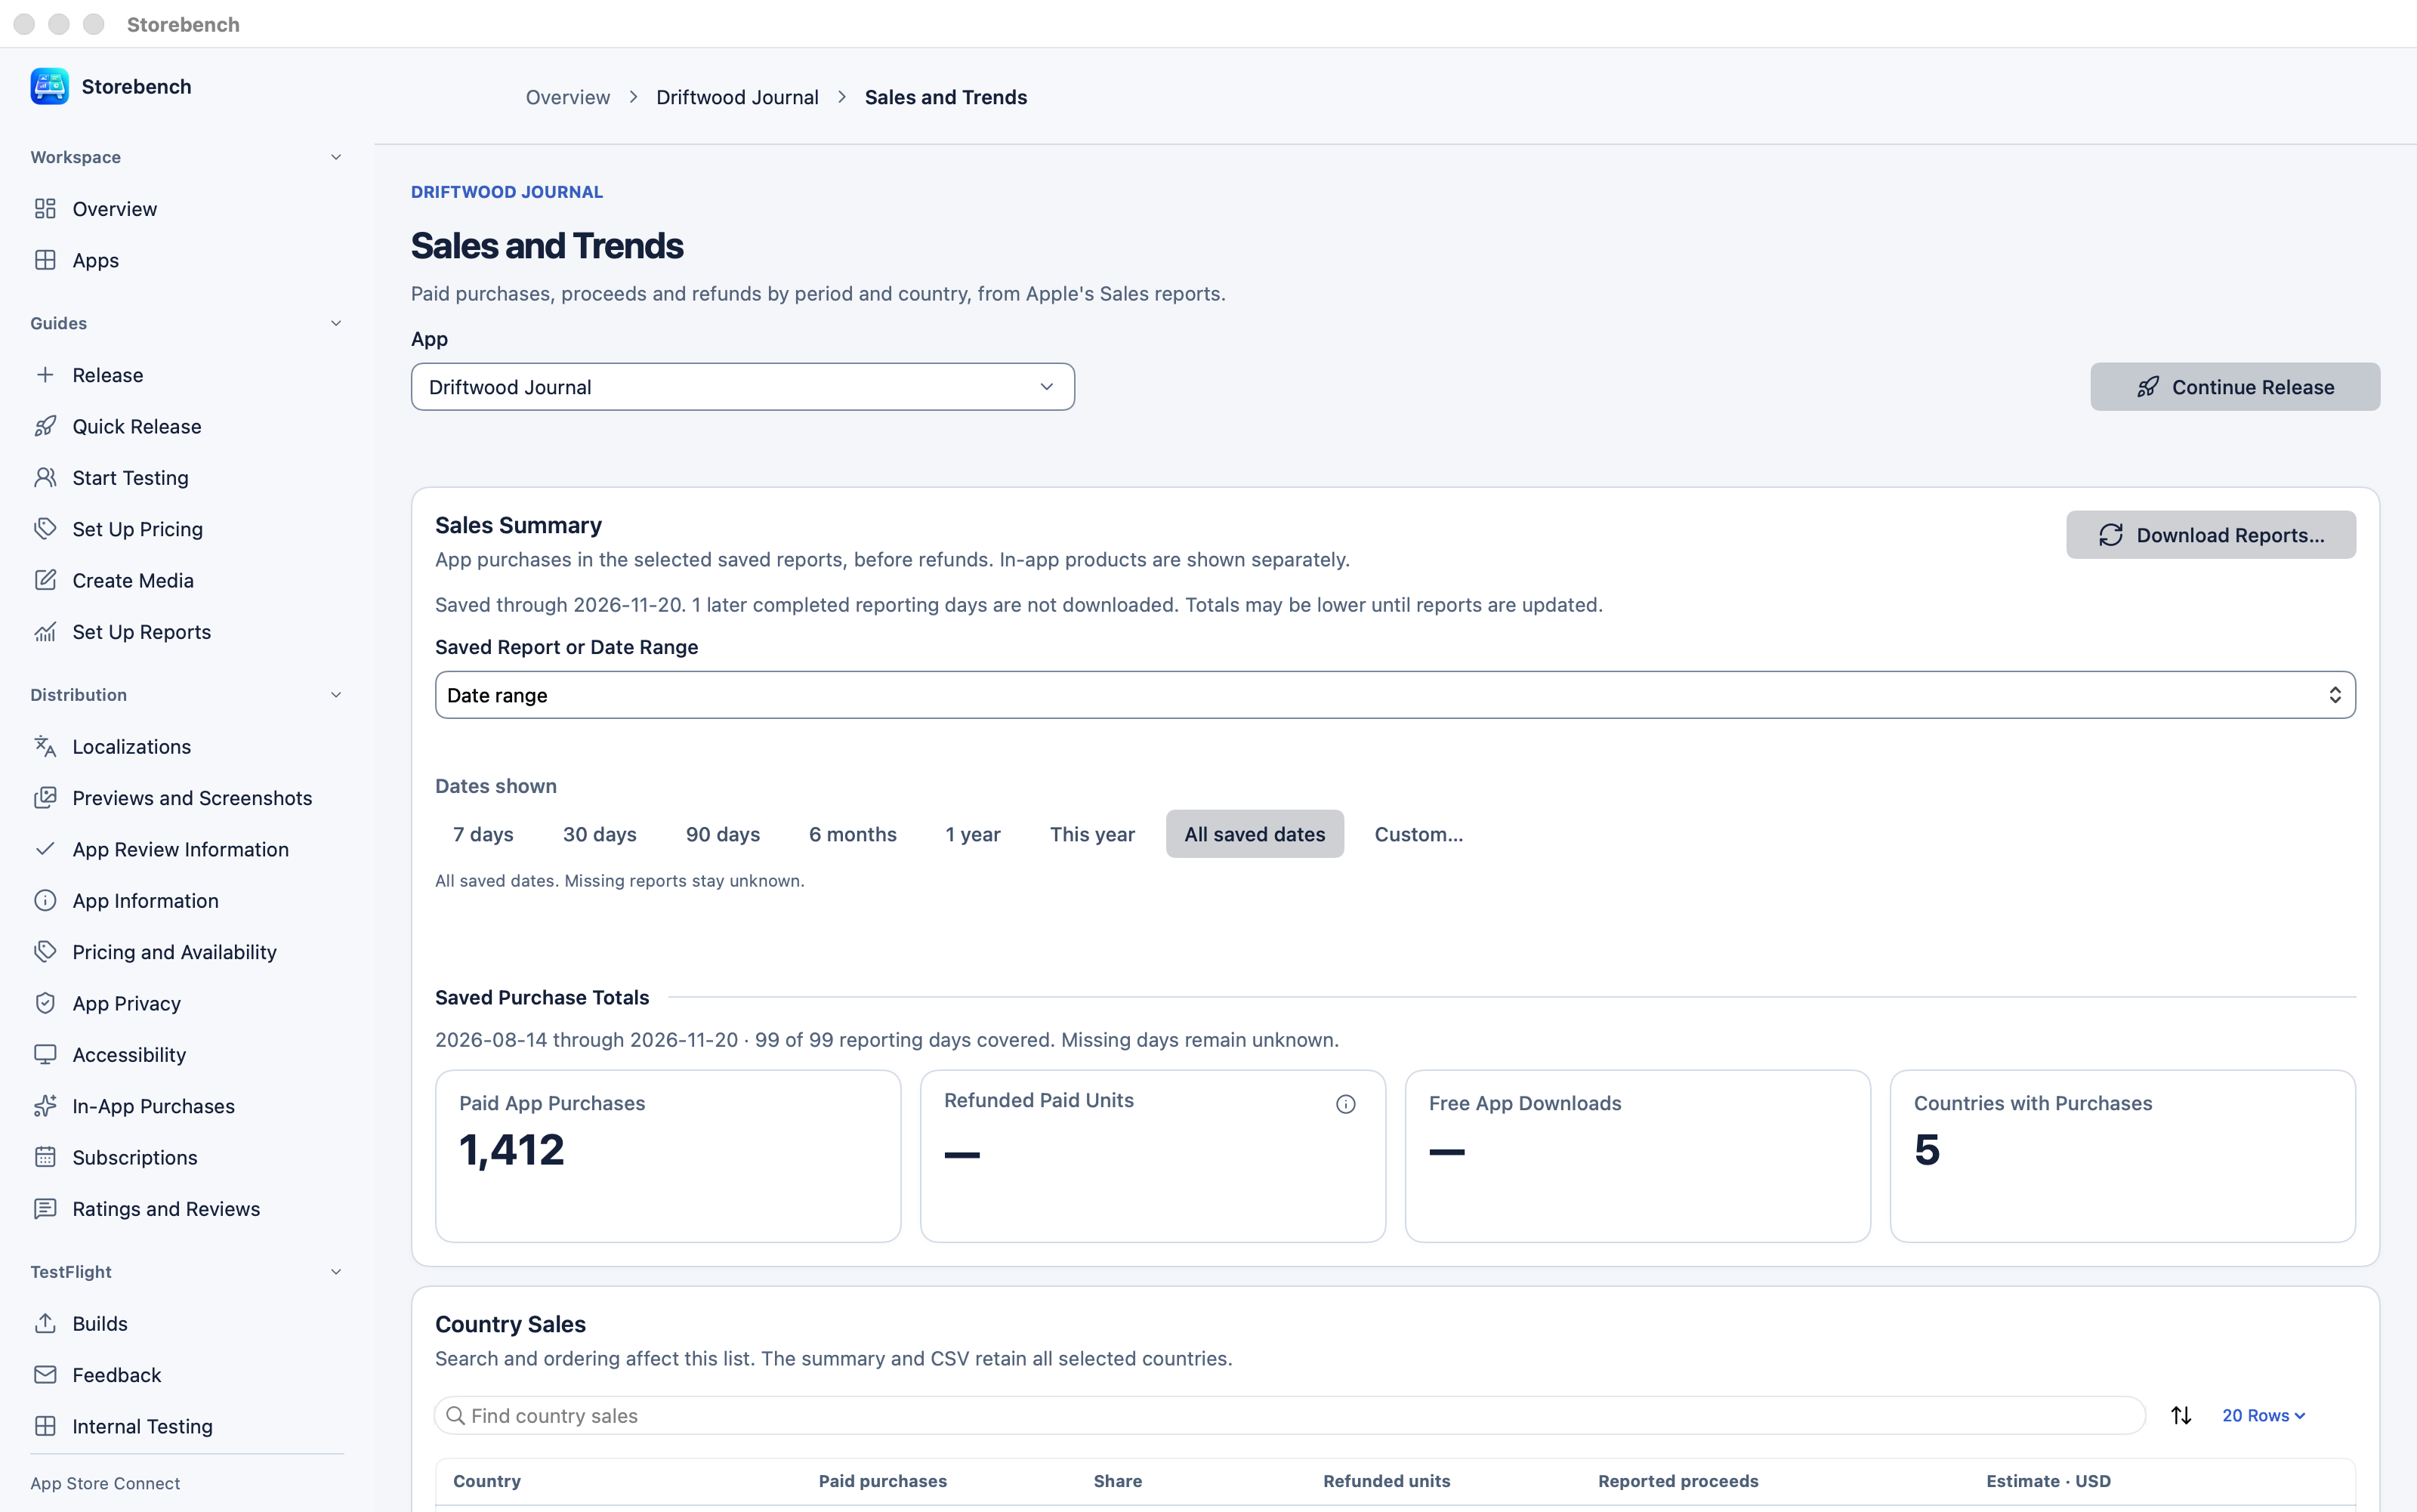 Storebench
Storebench
Workspace
Overview
Apps
Guides
Release
Quick Release
Start Testing
Set Up Pricing
Create Media
Set Up Reports
Distribution
Localizations
Previews and Screenshots
App Review Information
App Information
Pricing and Availability
App Privacy
Accessibility
In-App Purchases
Subscriptions
Ratings and Reviews
TestFlight
Builds
Feedback
Internal Testing
App Store Connect
Overview > Driftwood Journal > Sales and Trends
DRIFTWOOD JOURNAL
Sales and Trends
Paid purchases, proceeds and refunds by period and country, from Apple's Sales reports.
App
Driftwood Journal
Continue Release
Sales Summary
Download Reports...
App purchases in the selected saved reports, before refunds. In-app products are shown separately.
Saved through 2026-11-20. 1 later completed reporting days are not downloaded. Totals may be lower until reports are updated.
Saved Report or Date Range
Date range
Dates shown
7 days 30 days 90 days 6 months 1 year This year All saved dates Custom...
All saved dates. Missing reports stay unknown.
Saved Purchase Totals
2026-08-14 through 2026-11-20 · 99 of 99 reporting days covered. Missing days remain unknown.
Paid App Purchases
1,412
Refunded Paid Units
—
Free App Downloads
—
Countries with Purchases
5
Country Sales
Search and ordering affect this list. The summary and CSV retain all selected countries.
Find country sales
20 Rows
Country Paid purchases Share Refunded units Reported proceeds Estimate · USD